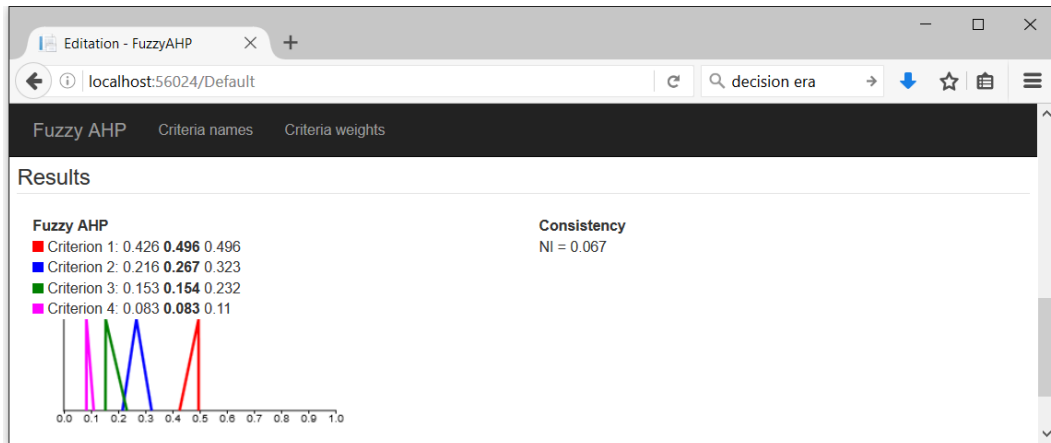 Editation - FuzzyAHP
localhost:56024/Default
decision era
Fuzzy AHP Criteria names Criteria weights
Results
Fuzzy AHP
Criterion 1: 0.426 0.496 0.496
Criterion 2: 0.216 0.267 0.323
Criterion 3: 0.153 0.154 0.232
Criterion 4: 0.083 0.083 0.11
0.0 0.1 0.2 0.3 0.4 0.5 0.6 0.7 0.8 0.9 1.0
Consistency
NI = 0.067